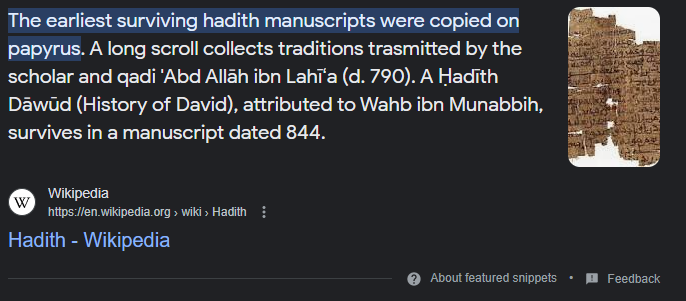 The earliest surviving hadith manuscripts were copied on
papyrus. A long scroll collects traditions trasmitted by the
scholar and qadi 'Abd Allāh ibn Lahīʻa (d. 790). A Ḥadīth
Dāwūd (History of David), attributed to Wahb ibn Munabbih,
survives in a manuscript dated 844.
W
Wikipedia
https://en.wikipedia.org › wiki › Hadith
Hadith - Wikipedia
About featured snippets • Feedback